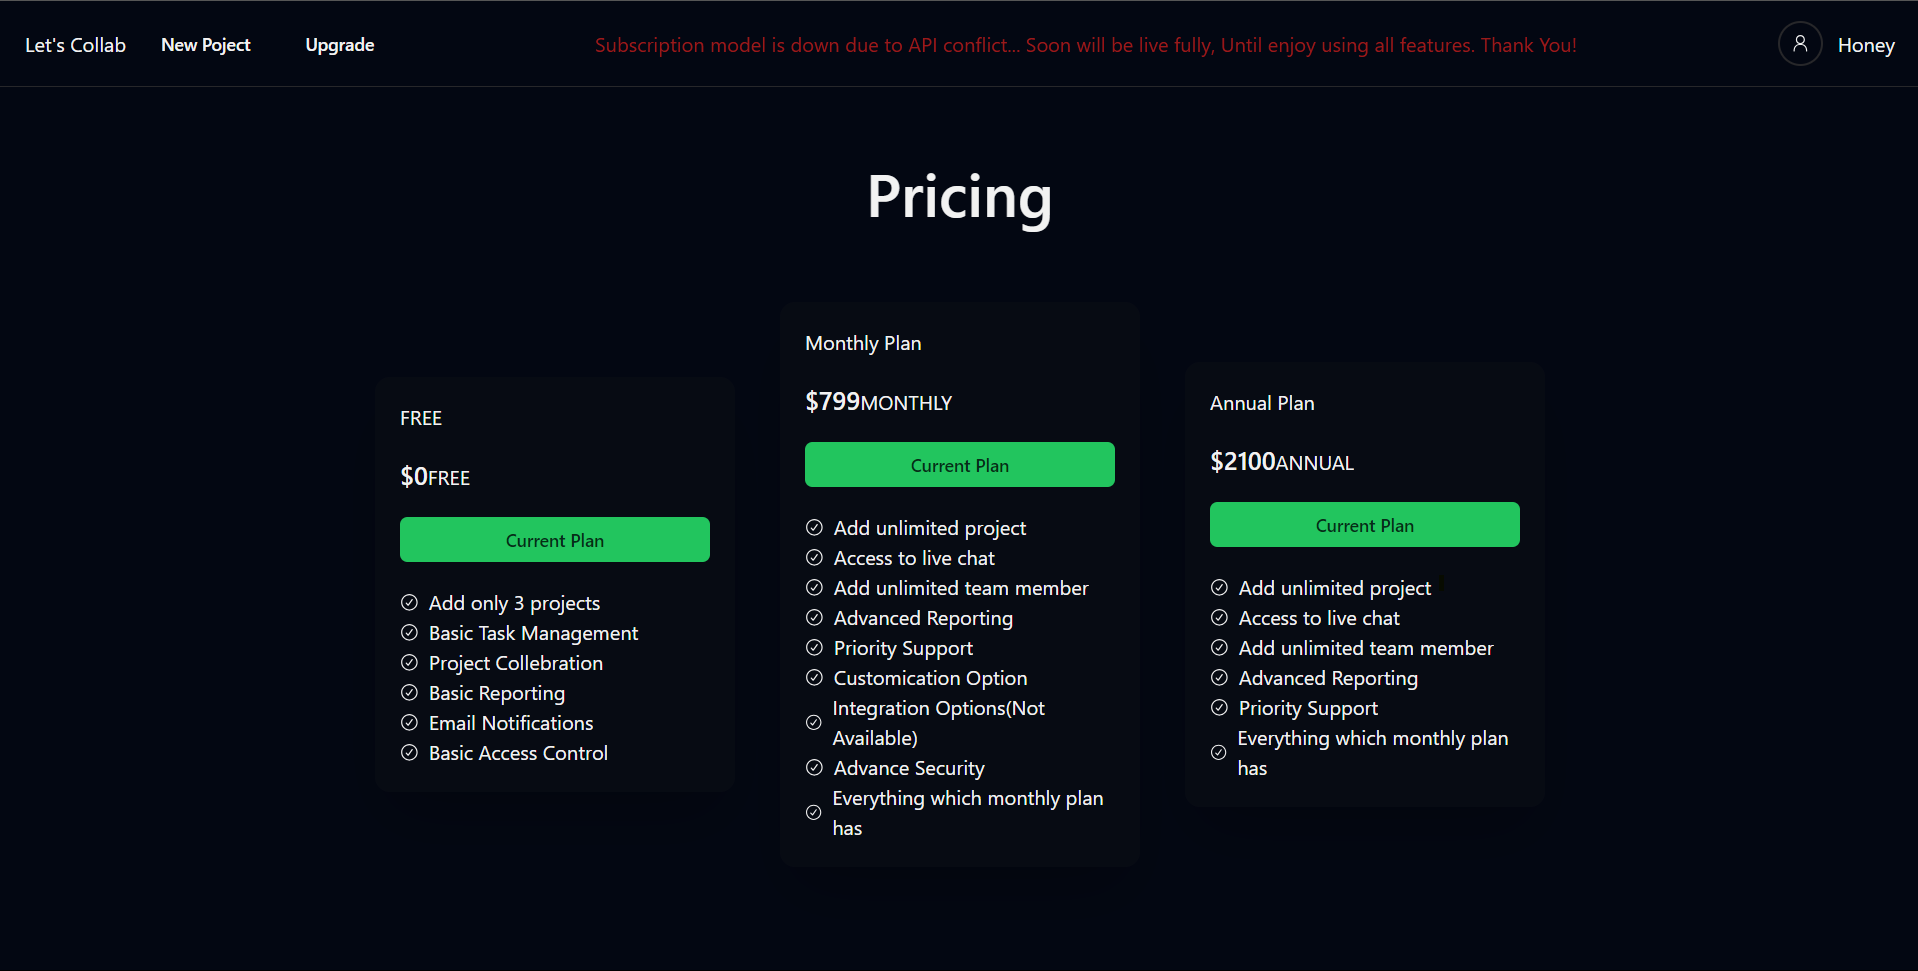 Let's Collab
New Poject
Upgrade
Subscription model is down due to API conflict... Soon will be live fully, Until enjoy using all features. Thank You!
Honey
Pricing
FREE
$0FREE
Current Plan
Add only 3 projects
Basic Task Management
Project Collebration
Basic Reporting
Email Notifications
Basic Access Control
Monthly Plan
$799MONTHLY
Current Plan
Add unlimited project
Access to live chat
Add unlimited team member
Advanced Reporting
Priority Support
Customication Option
Integration Options(Not
Available)
Advance Security
Everything which monthly plan
has
Annual Plan
$2100ANNUAL
Current Plan
Add unlimited project
Access to live chat
Add unlimited team member
Advanced Reporting
Priority Support
Everything which monthly plan
has